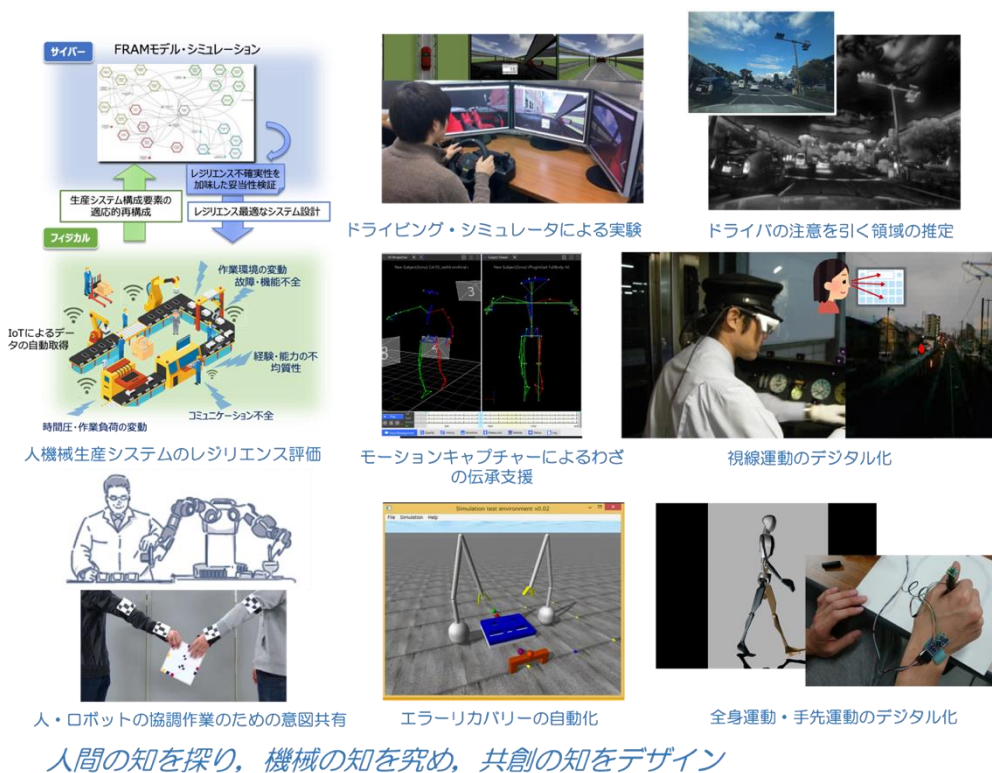 サイバー
FRAMモデル・シミュレーション
レジリエンス不確実性を
加味した妥当性検証
生産システム構成要素の
適応的再構成
レジリエンス最適なシステム設計
フィジカル
作業環境の変動
故障・機能不全
IoTによるデー
タの自動取得
経験・能力の不
均質性
コミュニケーション不全
時間圧・作業負荷の変動
人機械生産システムのレジリエンス評価
ドライビング・シミュレータによる実験
ドライバの注意を引く領域の推定
モーションキャプチャーによるわざ
の伝承支援
視線運動のデジタル化
人・ロボットの協調作業のための意図共有
Simulation test environment v0.02
File Simulation Help
エラーリカバリーの自動化
全身運動・手先運動のデジタル化
人間の知を探り，機械の知を究め，共創の知をデザイン